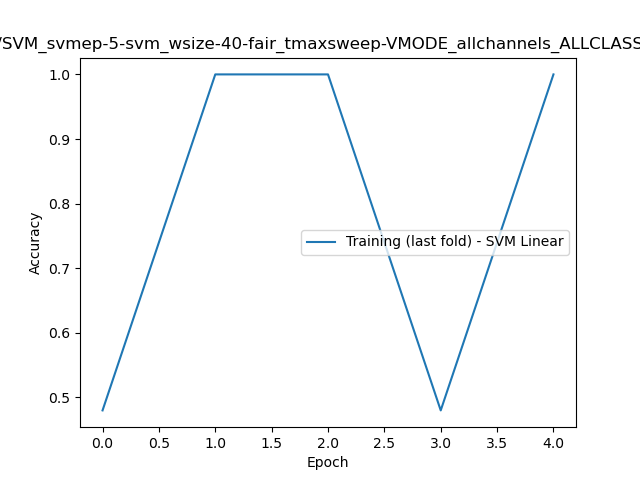 /SVM_svmep-5-svm_wsize-40-fair_tmaxsweep-VMODE_allchannels_ALLCLASS
1.0
0.9
0.8
0.7
0.6
0.5
Accuracy
Training (last fold) - SVM Linear
0.0 0.5 1.0 1.5 2.0 2.5 3.0 3.5 4.0
Epoch